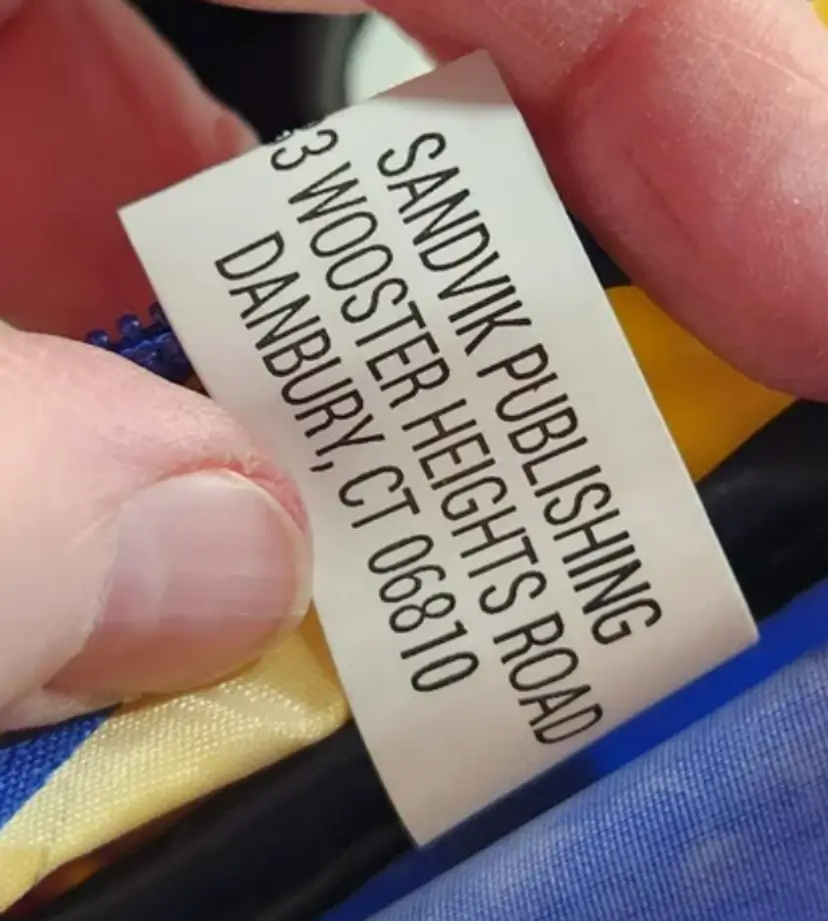 SANDVIK PUBLISHING
3 WOOSTER HEIGHTS ROAD
DANBURY, CT 06810